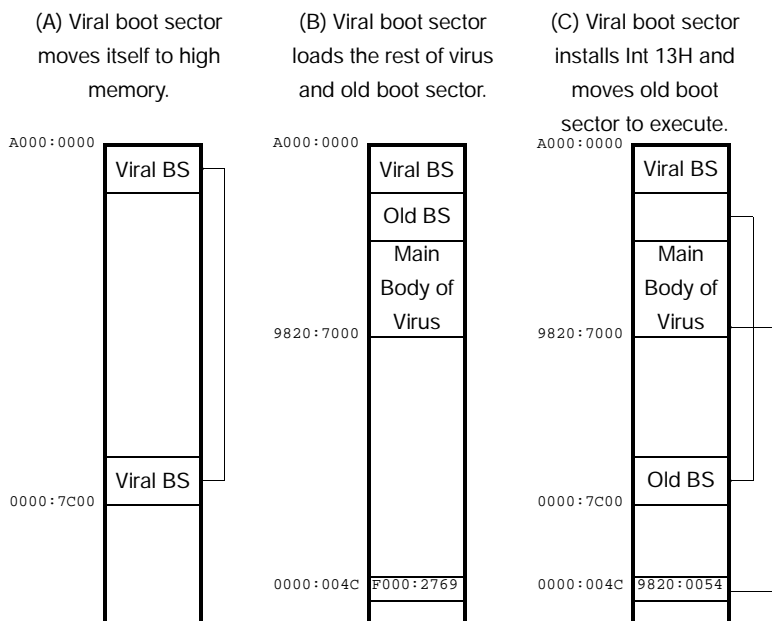 (A) Viral boot sector
moves itself to high
memory.
A000:0000
Viral BS
Viral BS
0000:7C00
(B) Viral boot sector
loads the rest of virus
and old boot sector.
A000:0000
Viral BS
Old BS
Main
Body of
Virus
9820:7000
0000:004C
F000:2769
(C) Viral boot sector
installs Int 13H and
moves old boot
sector to execute.
A000:0000
Viral BS
Main
Body of
Virus
9820:7000
Old BS
0000:7C00
0000:004C
9820:0054